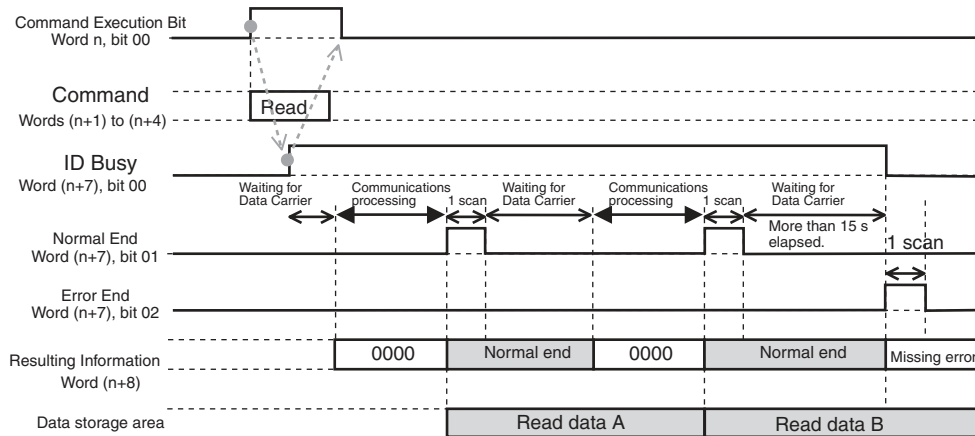 Command Execution Bit
Word n, bit 00
Command
Words (n+1) to (n+4)
Read
ID Busy
Word (n+7), bit 00
Waiting for
Data Carrier
Communications
processing
1 scan
Waiting for
Data Carrier
Communications
processing
1 scan
Waiting for
Data Carrier
More than 15 s
elapsed.
1 scan
Normal End
Word (n+7), bit 01
Error End
Word (n+7), bit 02
Resulting Information
Word (n+8)
0000
Normal end
0000
Normal end
Missing error
Data storage area
Read data A
Read data B